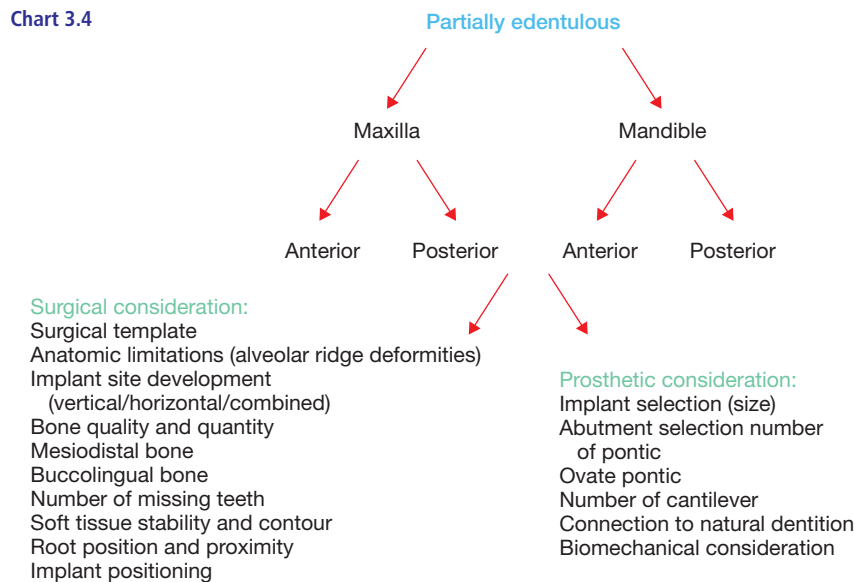 Chart 3.4
Partially edentulous
Maxilla
Mandible
Anterior
Posterior
Anterior
Posterior
Surgical consideration:
Surgical template
Anatomic limitations (alveolar ridge deformities)
Implant site development
(vertical/horizontal/combined)
Bone quality and quantity
Mesiodistal bone
Buccolingual bone
Number of missing teeth
Soft tissue stability and contour
Root position and proximity
Implant positioning
Prosthetic consideration:
Implant selection (size)
Abutment selection number
of pontic
Ovate pontic
Number of cantilever
Connection to natural dentition
Biomechanical consideration